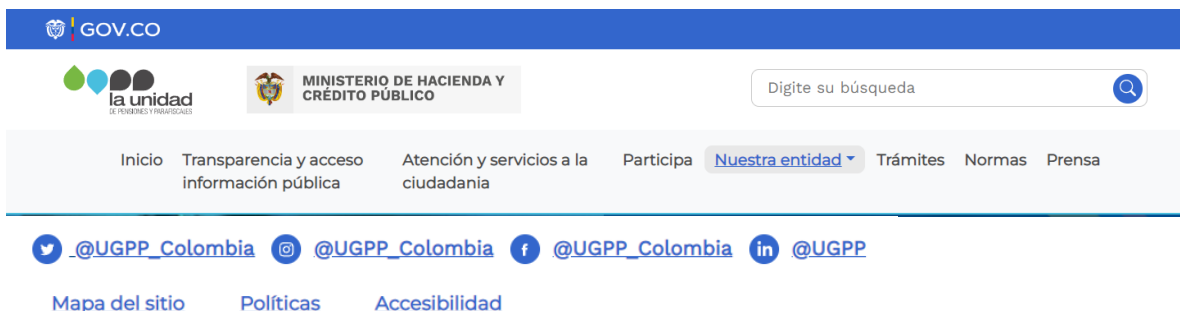 GOV.CO
la unidad
DE PENSIONES Y PARAFISCALES
MINISTERIO DE HACIENDA Y
CRÉDITO PÚBLICO
Digite su búsqueda
Inicio Transparencia y acceso información pública Atención y servicios a la ciudadania Participa Nuestra entidad Trámites Normas Prensa
@UGPP_Colombia @UGPP_Colombia @UGPP_Colombia @UGPP
Mapa del sitio Políticas Accesibilidad